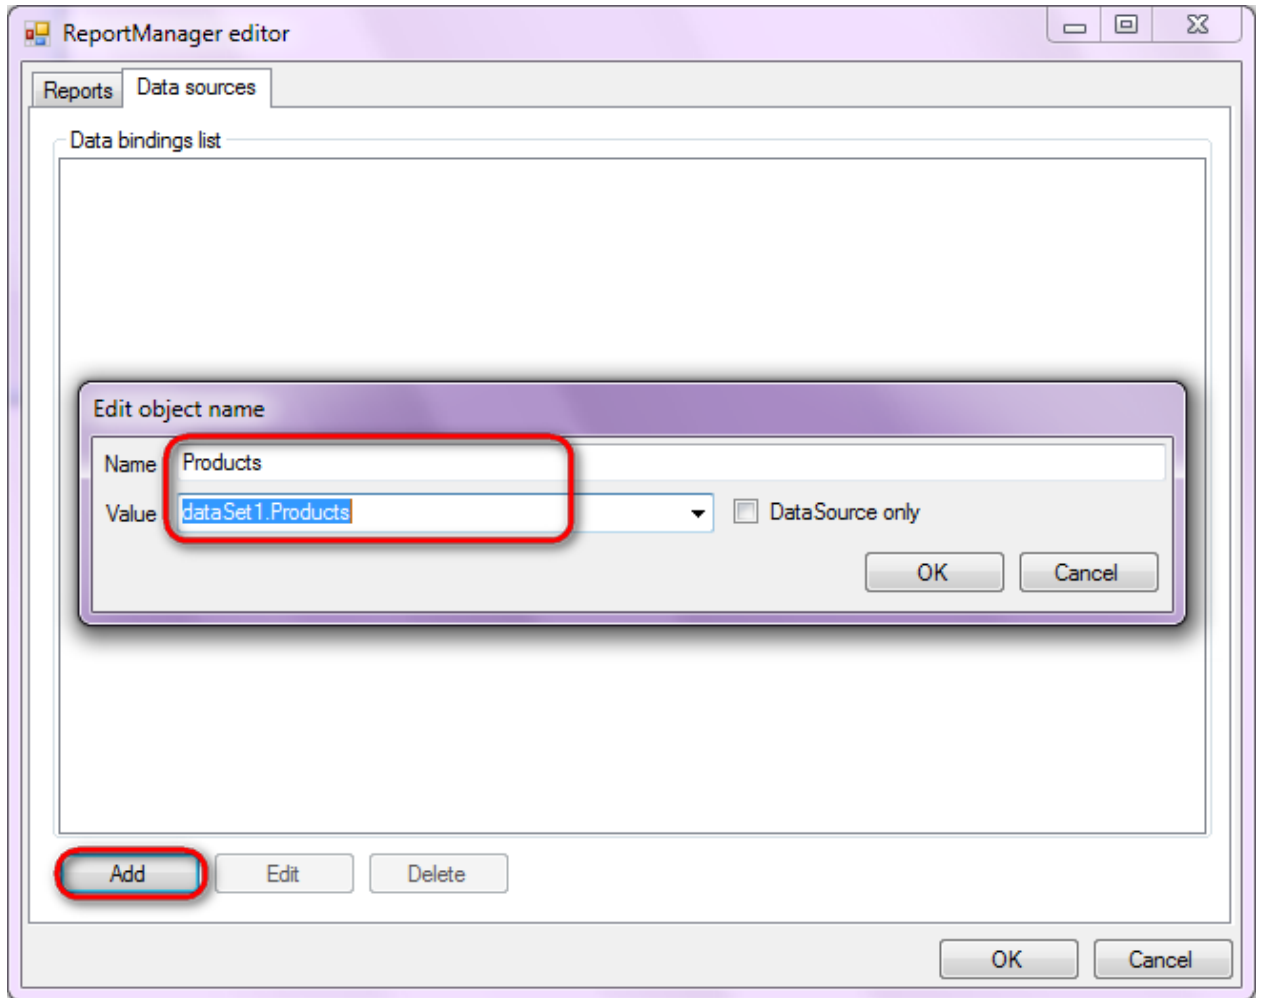 ReportManager editor
Reports Data sources
Data bindings list
Edit object name
Name Products
Value dataSet1.Products DataSource only
OK Cancel
Add Edit Delete
OK Cancel